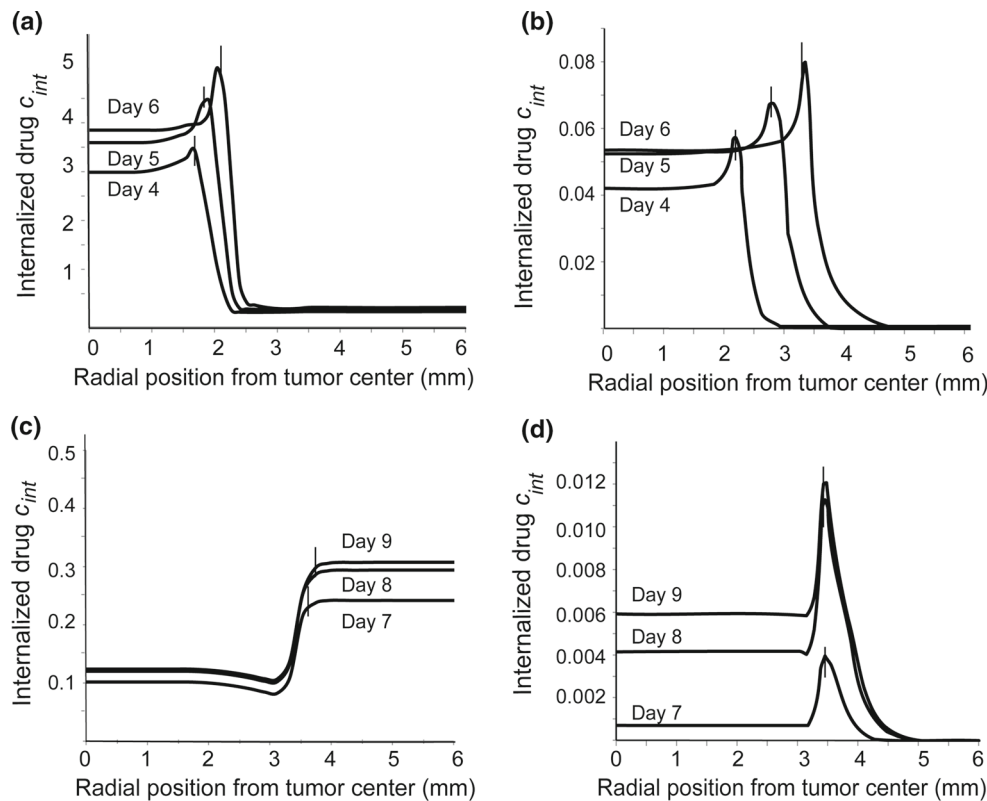 (a)
Internalized drug c_int
5
4
3
2
1
Day 6
Day 5
Day 4
0 1 2 3 4 5 6
Radial position from tumor center (mm)
(b)
Internalized drug c_int
0.08
0.06
0.04
0.02
Day 6
Day 5
Day 4
0 1 2 3 4 5 6
Radial position from tumor center (mm)
(c)
Internalized drug c_int
0.5
0.4
0.3
0.2
0.1
Day 9
Day 8
Day 7
0 1 2 3 4 5 6
Radial position from tumor center (mm)
(d)
Internalized drug c_int
0.012
0.010
0.008
0.006
0.004
0.002
Day 9
Day 8
Day 7
0 1 2 3 4 5 6
Radial position from tumor center (mm)